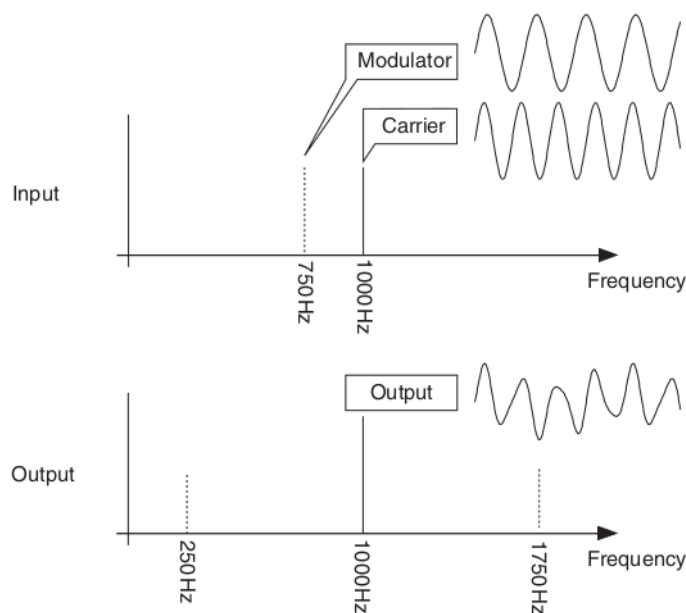 Modulator
Carrier
Input
750Hz
1000Hz
Frequency
Output
Output
250Hz
1000Hz
1750Hz
Frequency